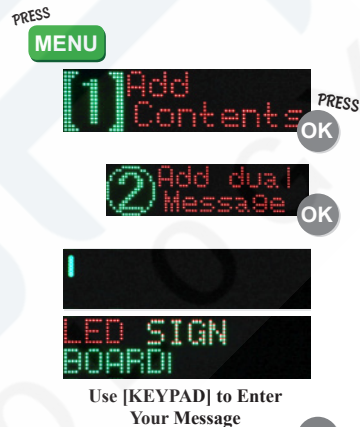 PRESS
MENU
[1] Add
Contents
PRESS
OK
② Add dual
Message
OK
LED SIGN
BOARD
Use [KEYPAD] to Enter
Your Message